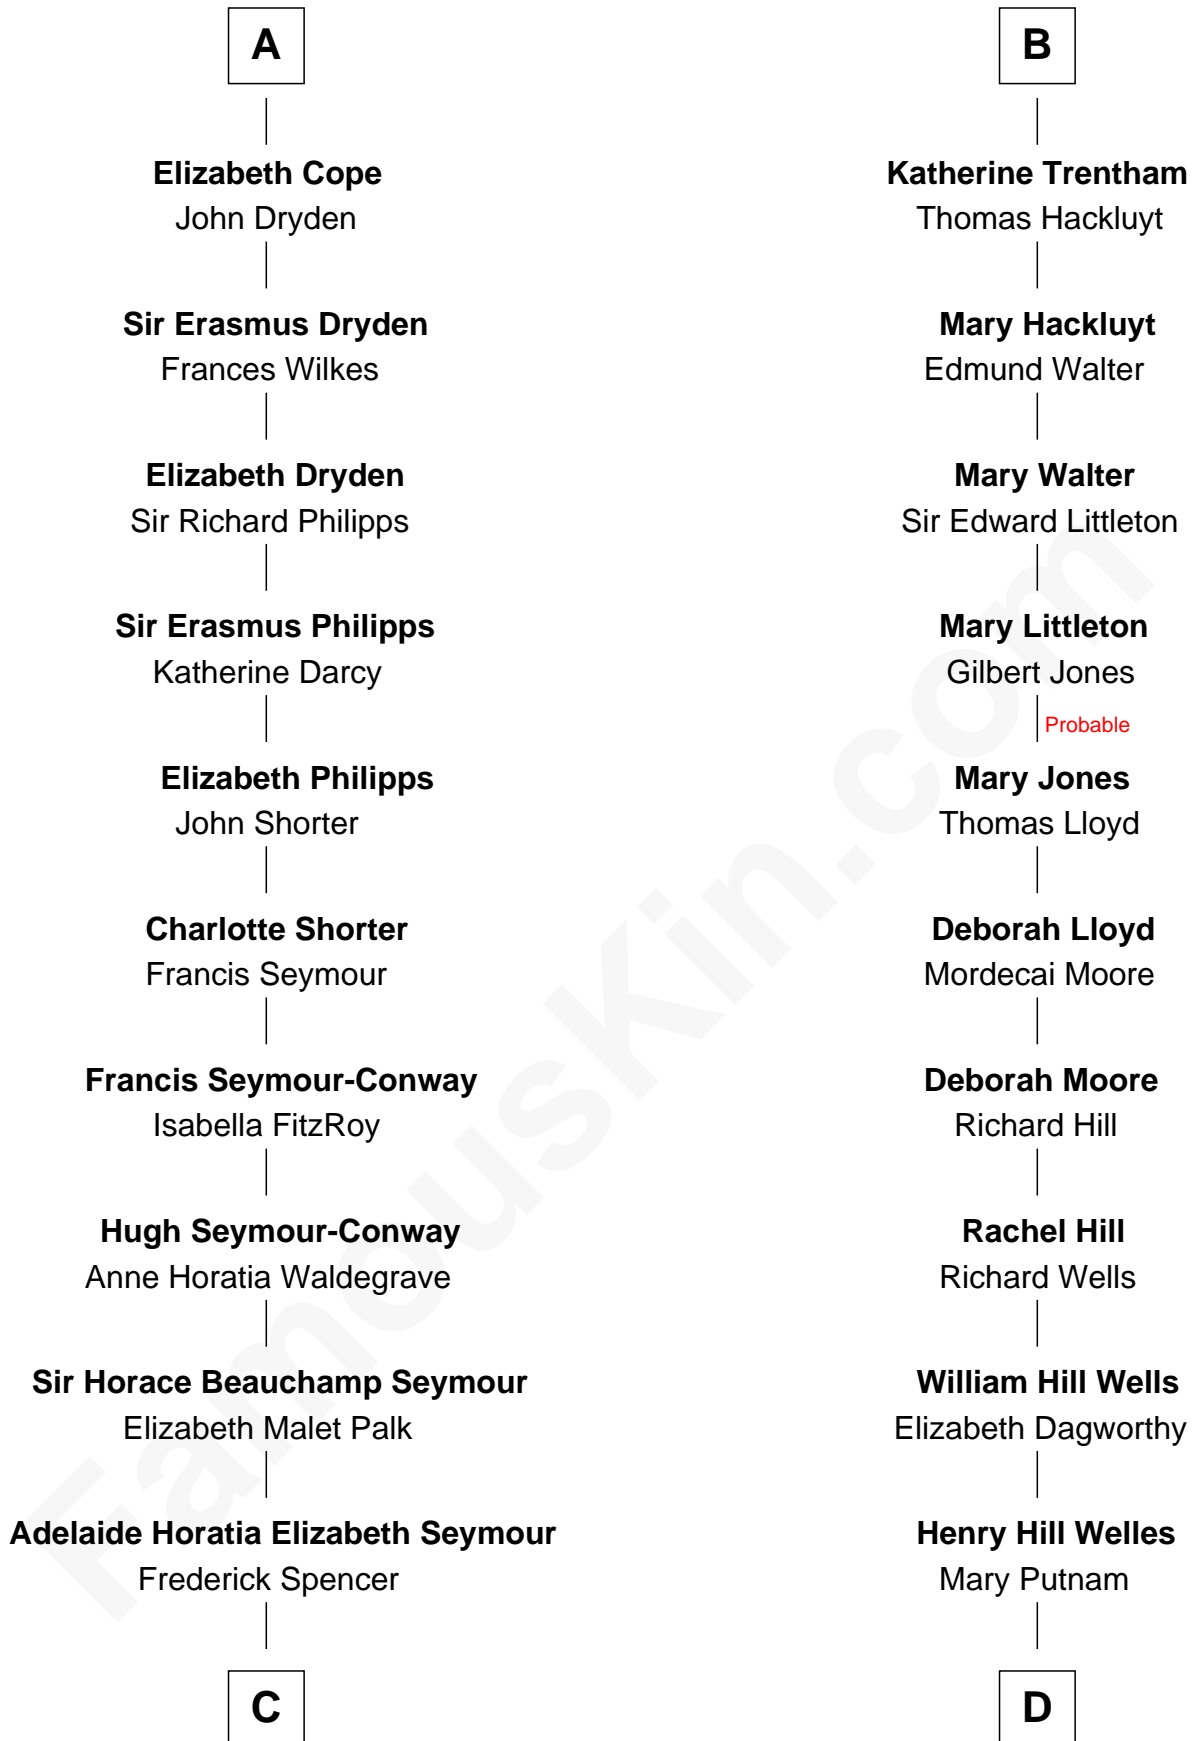 A
Elizabeth Cope
John Dryden
Sir Erasmus Dryden
Frances Wilkes
Elizabeth Dryden
Sir Richard Philipps
Sir Erasmus Philipps
Katherine Darcy
Elizabeth Philipps
John Shorter
Charlotte Shorter
Francis Seymour
Francis Seymour-Conway
Isabella FitzRoy
Hugh Seymour-Conway
Anne Horatia Waldegrave
Sir Horace Beauchamp Seymour
Elizabeth Malet Palk
Adelaide Horatia Elizabeth Seymour
Frederick Spencer
C
B
Katherine Trentham
Thomas Hackluyt
Mary Hackluyt
Edmund Walter
Mary Walter
Sir Edward Littleton
Mary Littleton
Gilbert Jones
Probable
Mary Jones
Thomas Lloyd
Deborah Lloyd
Mordecai Moore
Deborah Moore
Richard Hill
Rachel Hill
Richard Wells
William Hill Wells
Elizabeth Dagworthy
Henry Hill Welles
Mary Putnam
D
FamousKin.com